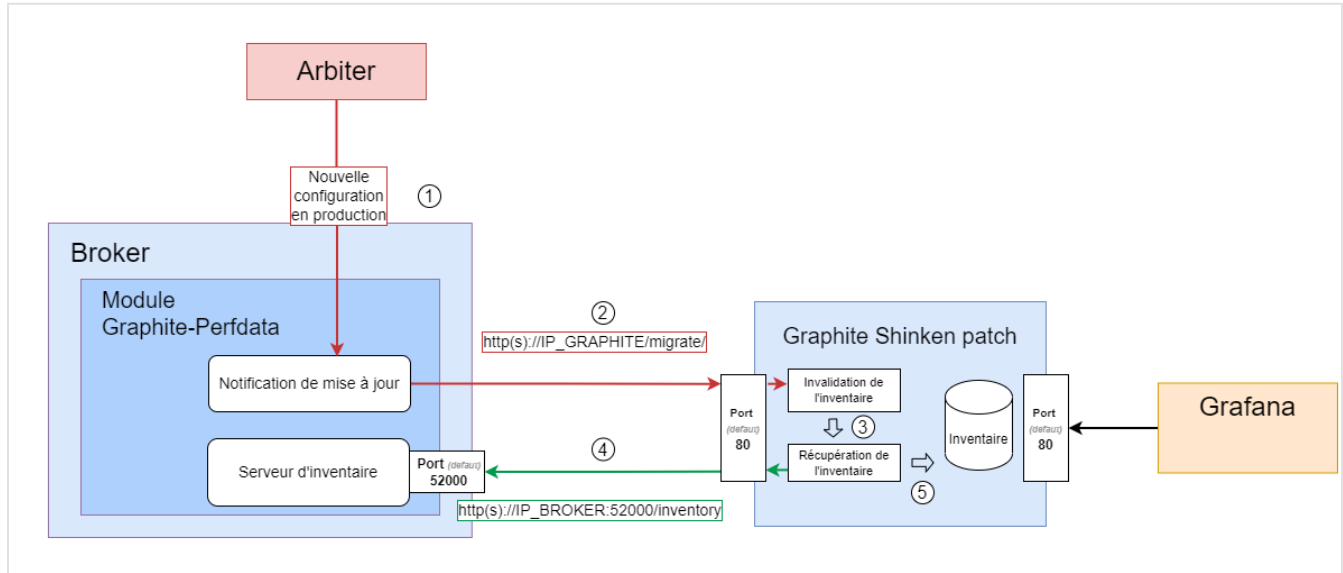 Arbiter
Nouvelle
configuration
en production
1
Broker
Module
Graphite-Perfdata
2
http(s)://IP_GRAPHITE/migrate/
Graphite Shinken patch
Notification de mise à jour
Port
(defaut)
80
Invalidation de
l'inventaire
3
Inventaire
Port
(defaut)
80
Grafana
Serveur d'inventaire
Port (defaut)
52000
4
Récupération de
l'inventaire
5
http(s)://IP_BROKER:52000/inventory